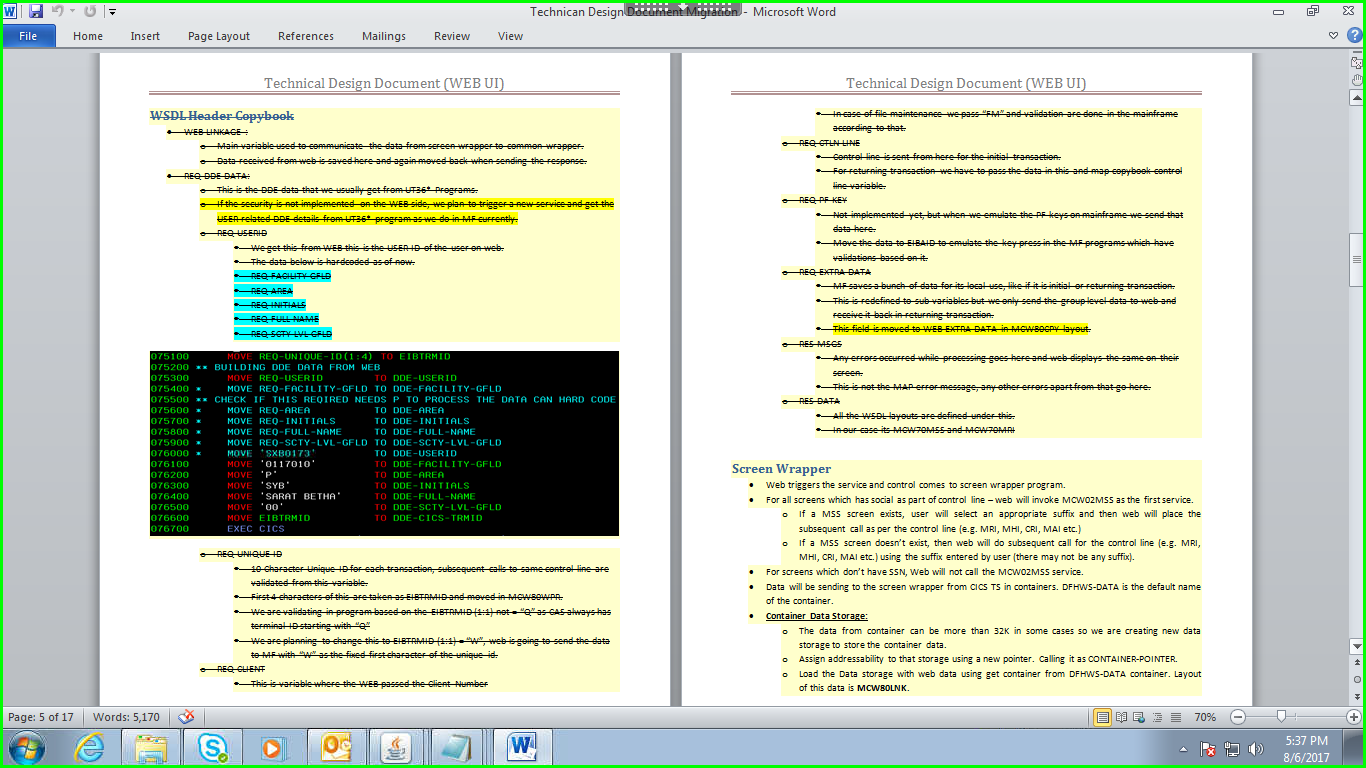 Technican Design Document Migration - Microsoft Word
File Home Insert Page Layout References Mailings Review View
Technical Design Document (WEB UI)
WSDL Header Copybook
• WEB LINKAGE :
o Main variable used to communicate the data from screen wrapper to common wrapper.
o Data received from web is saved here and again moved back when sending the response.
• REQ DDE DATA:
o This is the DDE data that we usually get from UT36* Programs.
o If the security is not implemented on the WEB side, we plan to trigger a new service and get the
USER related DDE details from UT36* program as we do in MF currently.
o REQ USERID
• We get this from WEB this is the USER ID of the user on web.
• The data below is hardcoded as of now.
• REQ FACILITY GFLD
• REQ AREA
• REQ INITIALS
• REQ FULL NAME
• REQ SCTY LVL GFLD
075100 MOVE REQ-UNIQUE-ID(1:4) TO EIBTRMID
075200 ** BUILDING DDE DATA FROM WEB
075300 MOVE REQ-USERID TO DDE-USERID
075400 * MOVE REQ-FACILITY-GFLD TO DDE-FACILITY-GFLD
075500 ** CHECK IF THIS REQIRED NEEDS P TO PROCESS THE DATA CAN HARD CODE
075600 * MOVE REQ-AREA TO DDE-AREA
075700 * MOVE REQ-INITIALS TO DDE-INITIALS
075800 * MOVE REQ-FULL-NAME TO DDE-FULL-NAME
075900 * MOVE REQ-SCTY-LVL-GFLD TO DDE-SCTY-LVL-GFLD
076000 * MOVE 'SXB0173' TO DDE-USERID
076100 MOVE '0117010' TO DDE-FACILITY-GFLD
076200 MOVE 'P' TO DDE-AREA
076300 MOVE 'SYB' TO DDE-INITIALS
076400 MOVE 'SARAT BETHA' TO DDE-FULL-NAME
076500 MOVE '00' TO DDE-SCTY-LVL-GFLD
076600 MOVE EIBTRMID TO DDE-CICS-TRMID
076700 EXEC CICS
o REQ UNIQUE ID
• 10 Character Unique ID for each transaction, subsequent calls to same control line are
validated from this variable.
• First 4 characters of this are taken as EIBTRMID and moved in MCW80WPR.
• We are validating in program based on the EIBTRMID (1:1) not = “Q” as CAS always has
terminal ID starting with “Q”
• We are planning to change this to EIBTRMID (1:1) = “W”, web is going to send the data
to MF with “W” as the fixed first character of the unique id.
o REQ CLIENT
• This is variable where the WEB passed the Client Number
Technical Design Document (WEB UI)
• In case of file maintenance we pass “FM” and validation are done in the mainframe
according to that.
o REQ CTLN LINE
• Control line is sent from here for the initial transaction.
• For returning transaction we have to pass the data in this and map copybook control
line variable.
o REQ PF KEY
• Not implemented yet, but when we emulate the PF keys on mainframe we send that
data here.
• Move the data to EIBAID to emulate the key press in the MF programs which have
validations based on it.
o REQ EXTRA DATA
• MF saves a bunch of data for its local use, like if it is initial or returning transaction.
• This is redefined to sub variables but we only send the group level data to web and
receive it back in returning transaction.
• This field is moved to WEB EXTRA DATA in MCW80CPY layout.
o RES MSGS
• Any errors occurred while processing goes here and web displays the same on their
screen.
• This is not the MAP error message, any other errors apart from that go here.
o RES DATA
• All the WSDL layouts are defined under this.
• In our case its MCW70MSS and MCW70MRI
Screen Wrapper
• Web triggers the service and control comes to screen wrapper program.
• For all screens which has social as part of control line – web will invoke MCW02MSS as the first service.
o If a MSS screen exists, user will select an appropriate suffix and then web will place the
subsequent call as per the control line (e.g. MRI, MHI, CRI, MAI etc.)
o If a MSS screen doesn’t exist, then web will do subsequent call for the control line (e.g. MRI,
MHI, CRI, MAI etc.) using the suffix entered by user (there may not be any suffix).
• For screens which don’t have SSN, Web will not call the MCW02MSS service.
• Data will be sending to the screen wrapper from CICS TS in containers. DFHWS-DATA is the default name
of the container.
• Container Data Storage:
o The data from container can be more than 32K in some cases so we are creating new data
storage to store the container data.
o Assign addressability to that storage using a new pointer. Calling it as CONTAINER-POINTER.
o Load the Data storage with web data using get container from DFHWS-DATA container. Layout
of this data is MCW80LNK.
Page: 5 of 17 Words: 5,170 70%
5:37 PM
8/6/2017